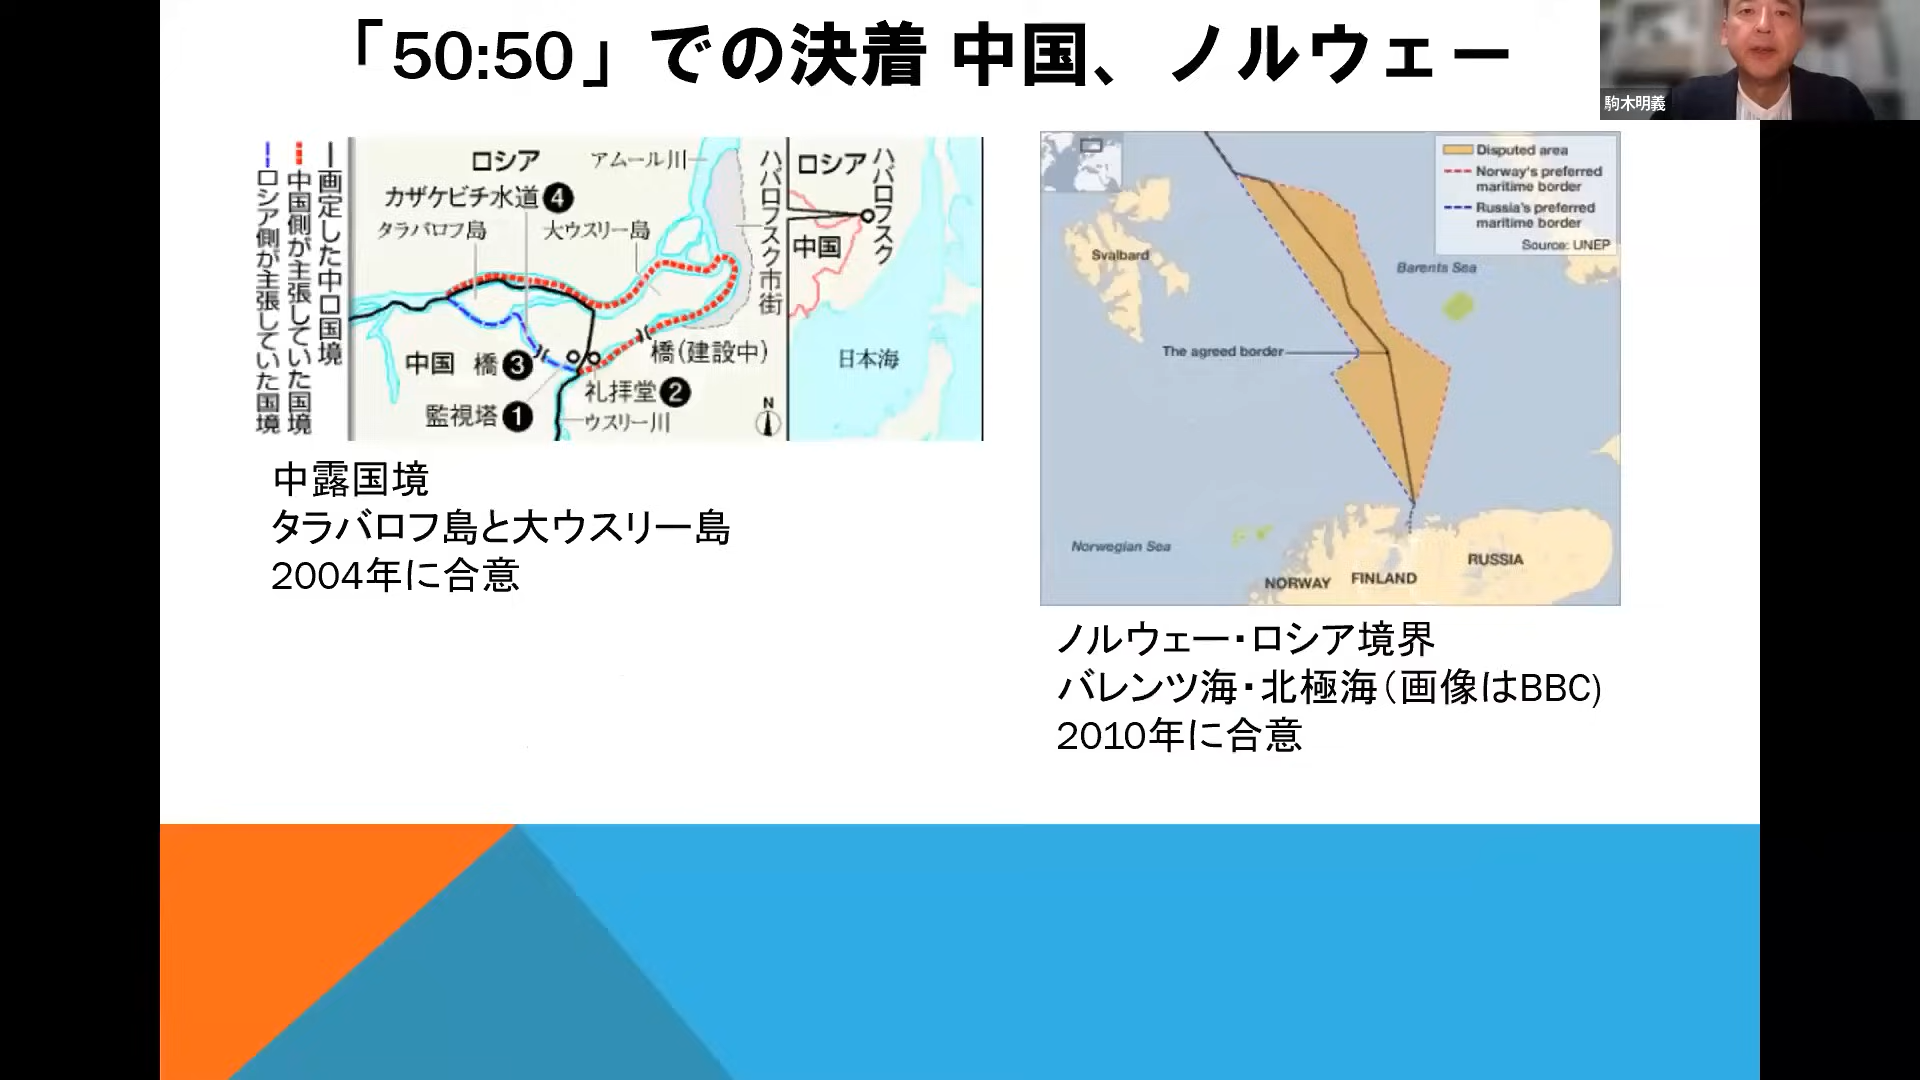 「50:50」での決着 中国、ノルウェー
駒木明義
画定した中ロ国境
中国側が主張していた国境
ロシア側が主張していた国境
ロシア
アムール川
カザケビチ水道❹
タラバロフ島
大ウスリー島
ハバロフスク市街
中国
橋❸
橋(建設中)
礼拝堂❷
監視塔❶
ウスリー川
N
ロシア
ハバロフスク
中国
日本海
中露国境
タラバロフ島と大ウスリー島
2004年に合意
Disputed area
Norway's preferred
maritime border
Russia's preferred
maritime border
Source: UNEP
Svalbard
Barents Sea
The agreed border
Norwegian Sea
NORWAY
FINLAND
RUSSIA
ノルウェー・ロシア境界
バレンツ海・北極海（画像はBBC)
2010年に合意